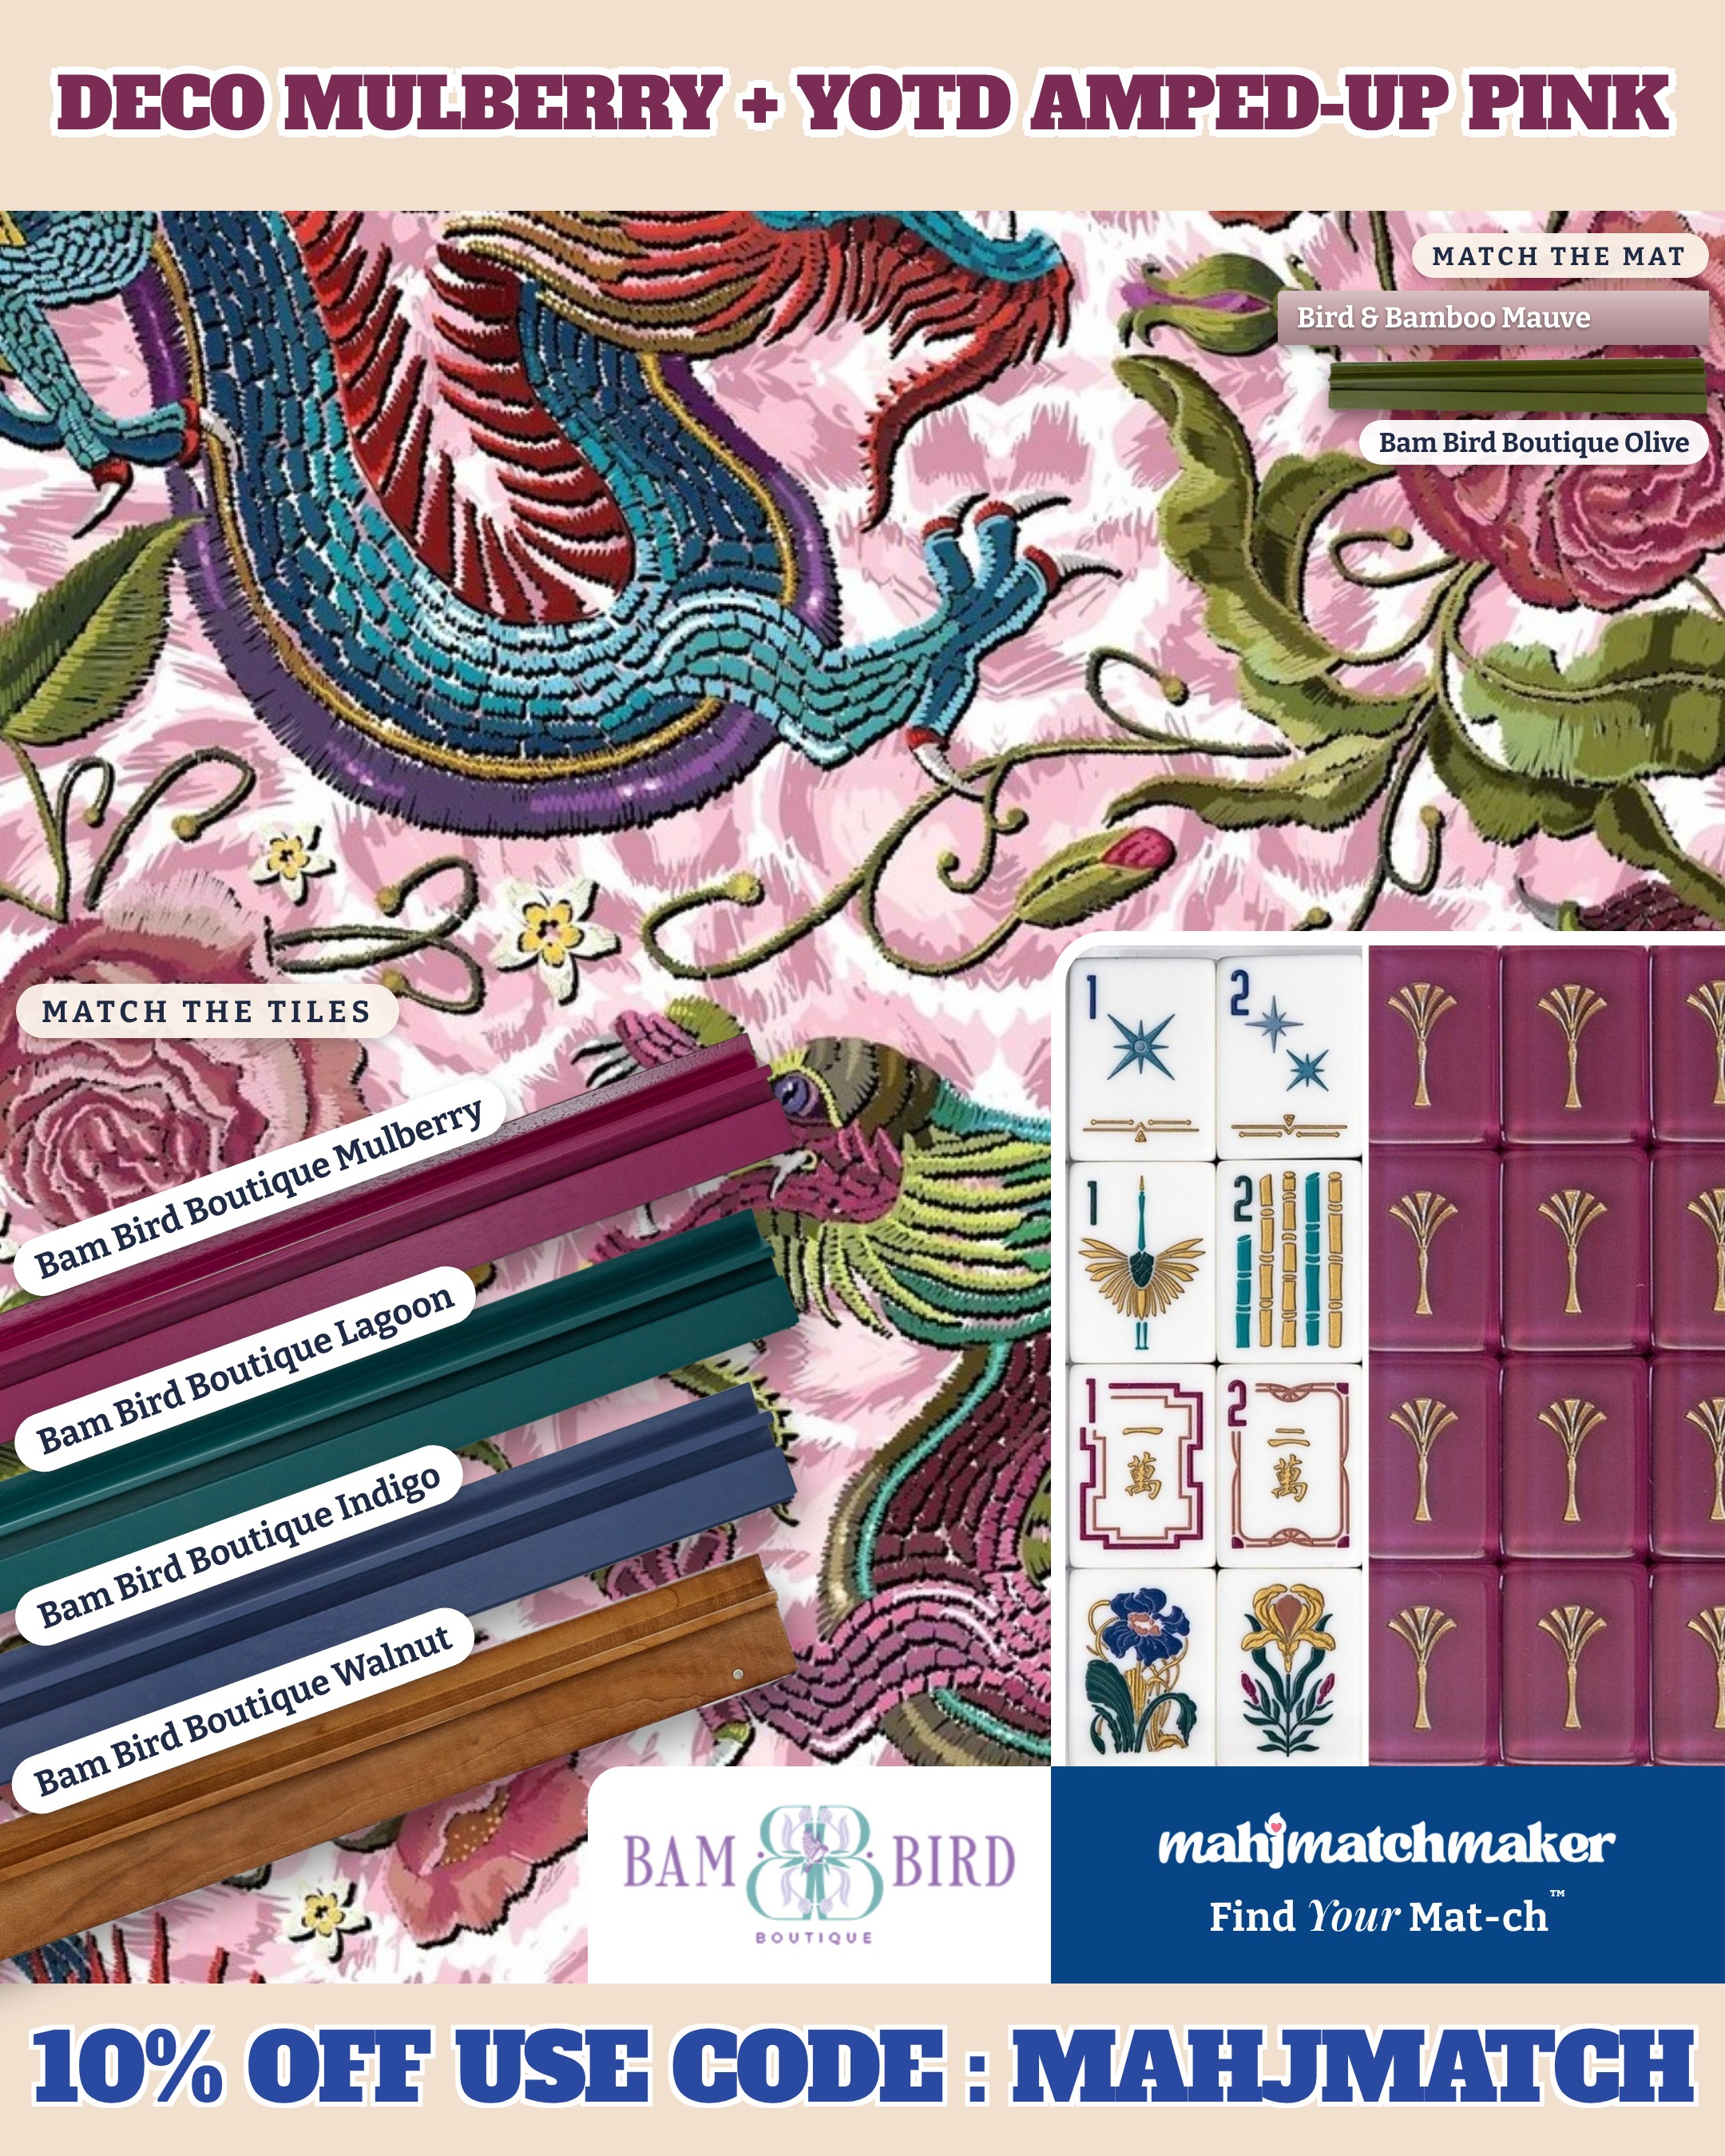 DECO MULBERRY + YOTD AMPED-UP PINK
MATCH THE MAT
Bird & Bamboo Mauve
Bam Bird Boutique Olive
MATCH THE TILES
Bam Bird Boutique Mulberry
Bam Bird Boutique Lagoon
Bam Bird Boutique Indigo
Bam Bird Boutique Walnut
1 2
1 2
1 2
一 二
萬 萬
BAM BIRD
BOUTIQUE
mahjmatchmaker
Find Your Mat-ch™
10% OFF USE CODE : MAHJMATCH